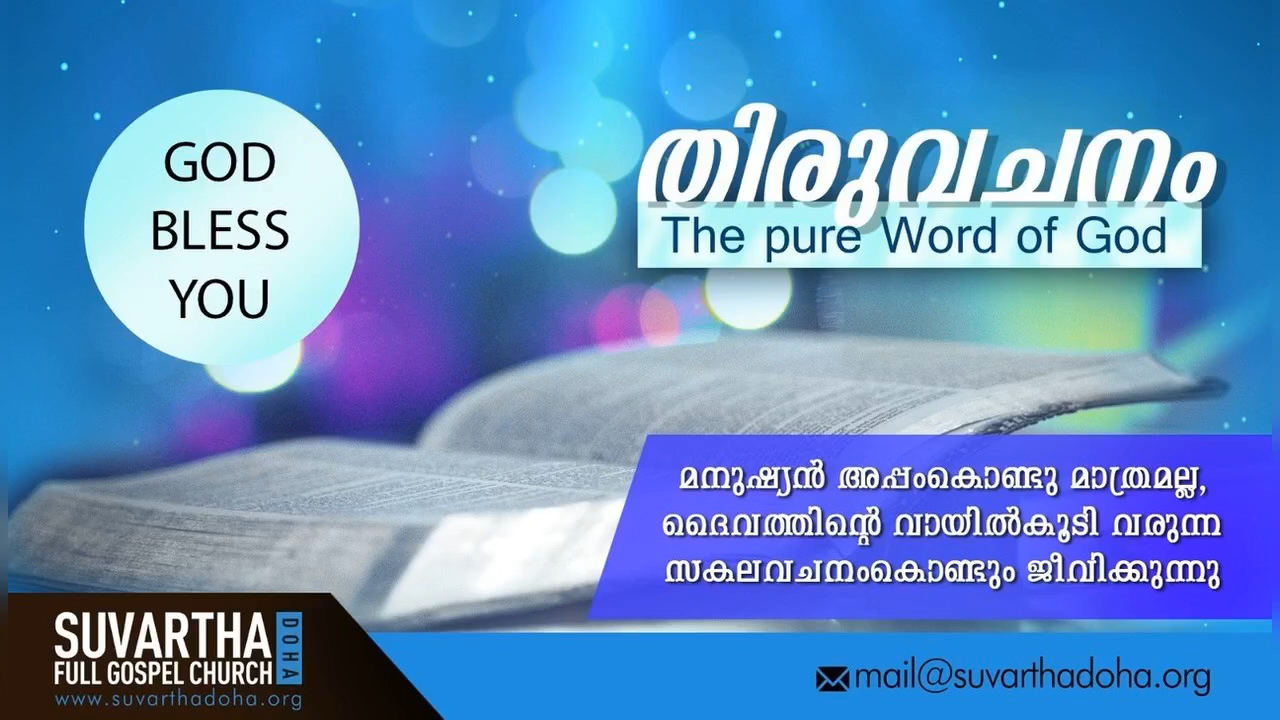 GOD
BLESS
YOU
തിരുവചനം
The pure Word of God
മനുഷ്യൻ അപ്പംകൊണ്ടു മാത്രമല്ല,
ദൈവത്തിന്റെ വായിൽകൂടി വരുന്ന
സകലവചനംകൊണ്ടും ജീവിക്കുന്നു
SUVARTHA DOHA
FULL GOSPEL CHURCH
www.suvarthadoha.org
mail@suvarthadoha.org